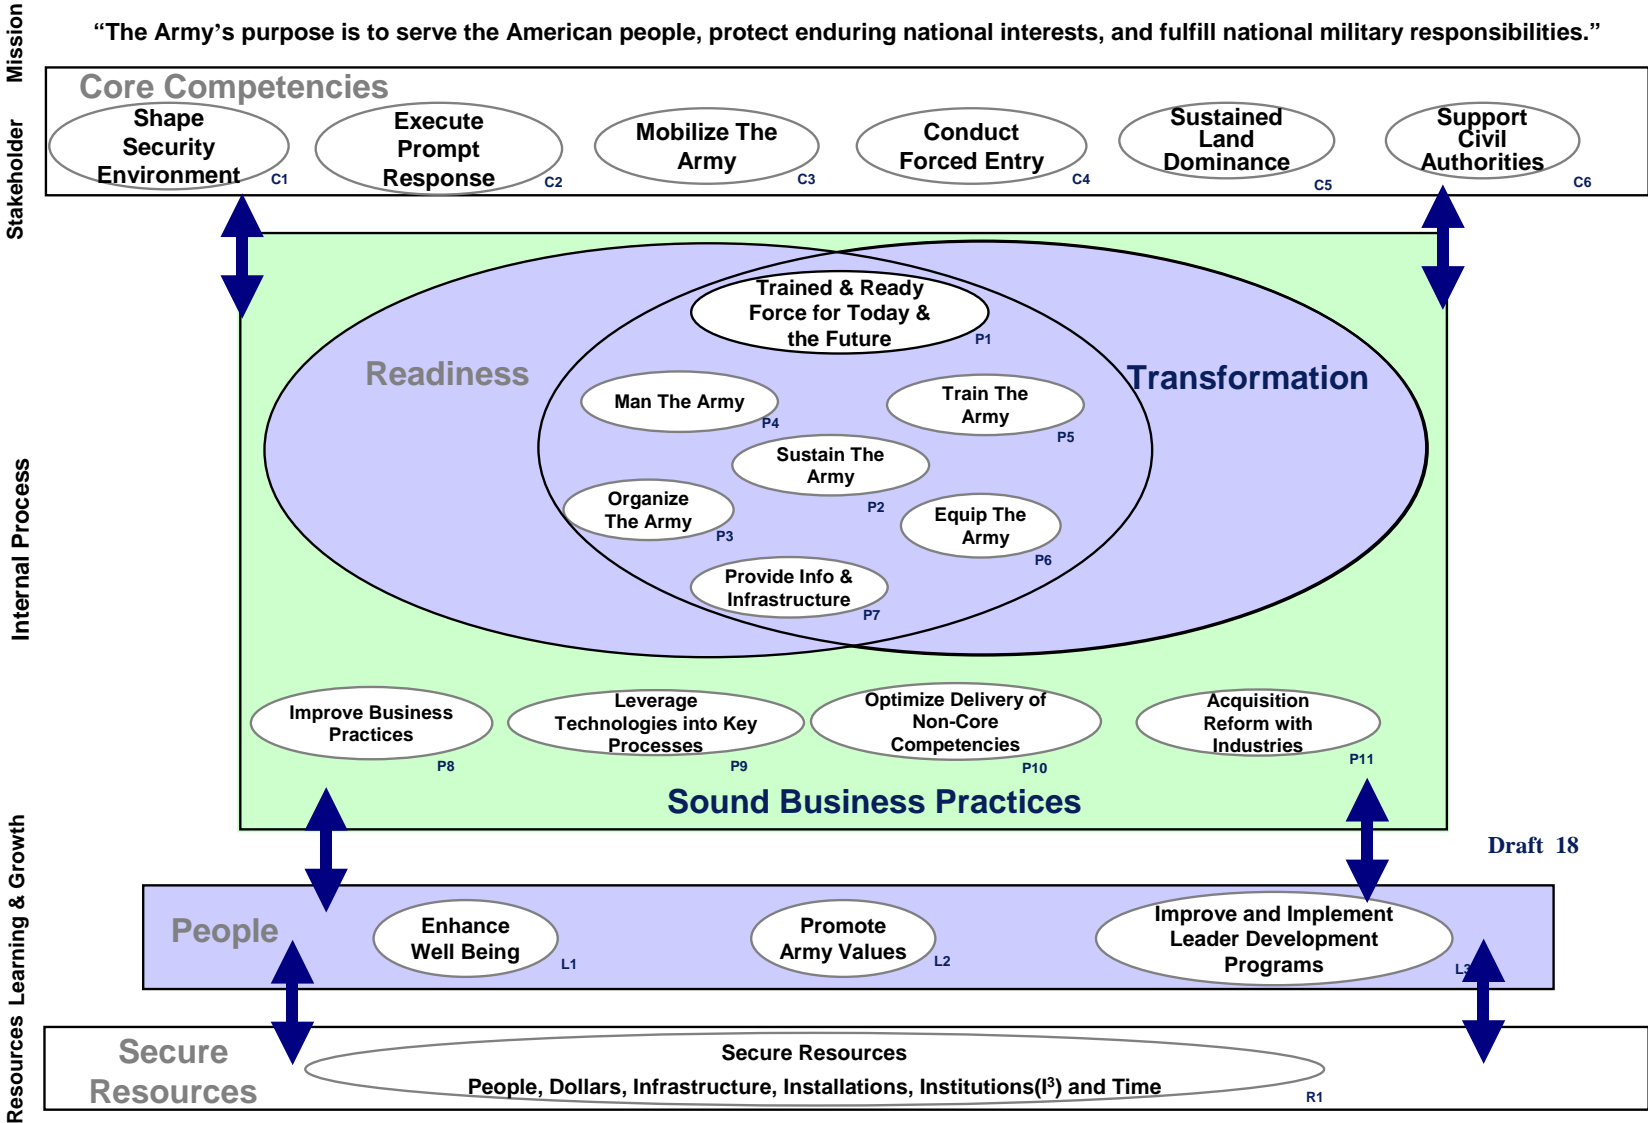 Mission
“The Army's purpose is to serve the American people, protect enduring national interests, and fulfill national military responsibilities.”
Stakeholder
Core Competencies
Shape
Security
Environment
C1
Execute
Prompt
Response
C2
Mobilize The
Army
C3
Conduct
Forced Entry
C4
Sustained
Land
Dominance
C5
Support
Civil
Authorities
C6
Internal Process
Readiness
Transformation
Trained & Ready
Force for Today &
the Future
P1
Man The Army
P4
Train The
Army
P5
Sustain The
Army
P2
Organize
The Army
P3
Equip The
Army
P6
Provide Info &
Infrastructure
P7
Improve Business
Practices
P8
Leverage
Technologies into Key
Processes
P9
Optimize Delivery of
Non-Core
Competencies
P10
Acquisition
Reform with
Industries
P11
Sound Business Practices
Draft 18
Learning & Growth
People
Enhance
Well Being
L1
Promote
Army Values
L2
Improve and Implement
Leader Development
Programs
L3
Resources
Secure
Resources
Secure Resources
People, Dollars, Infrastructure, Installations, Institutions(I³) and Time
R1